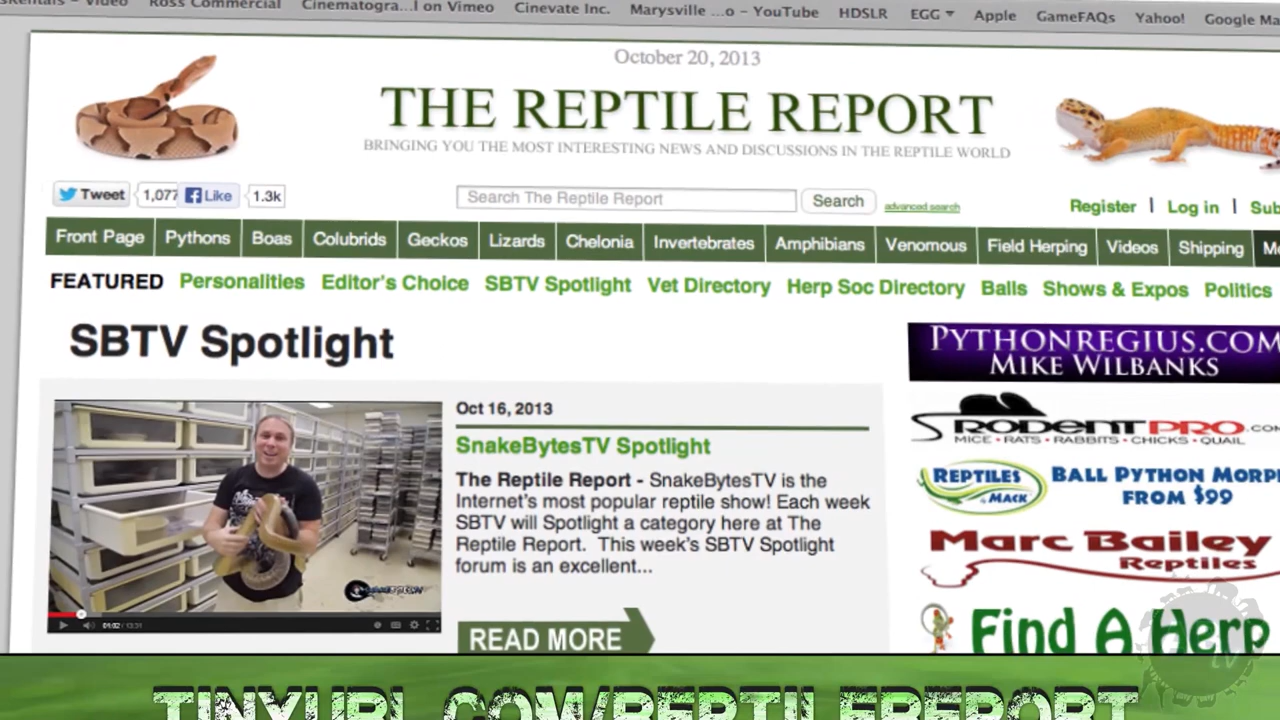 Ross Commercial Cinematogra...l on Vimeo Cinevate Inc. Marysville ...o – YouTube HDSLR EGG Apple GameFAQs Yahoo! Google
October 20, 2013
THE REPTILE REPORT
BRINGING YOU THE MOST INTERESTING NEWS AND DISCUSSIONS IN THE REPTILE WORLD
Tweet 1,077 Like 1.3k Search The Reptile Report Search advanced search Register | Log in |
Front Page Pythons Boas Colubrids Geckos Lizards Chelonia Invertebrates Amphibians Venomous Field Herping Videos Shipping
FEATURED Personalities Editor's Choice SBTV Spotlight Vet Directory Herp Soc Directory Balls Shows & Expos Politics
SBTV Spotlight
Oct 16, 2013
SnakeBytesTV Spotlight
The Reptile Report - SnakeBytesTV is the
Internet's most popular reptile show! Each week
SBTV will Spotlight a category here at The
Reptile Report. This week's SBTV Spotlight
forum is an excellent...
READ MORE
PYTHONREGIUS.COM
MIKE WILBANKS
RODENTPRO.COM
MICE • RATS • RABBITS • CHICKS • QUAIL
REPTILES
by MACK
BALL PYTHON MORP
FROM $99
Marc Bailey
Reptiles
Find A Herp
TINYURL.COM/REPTILEREPORT